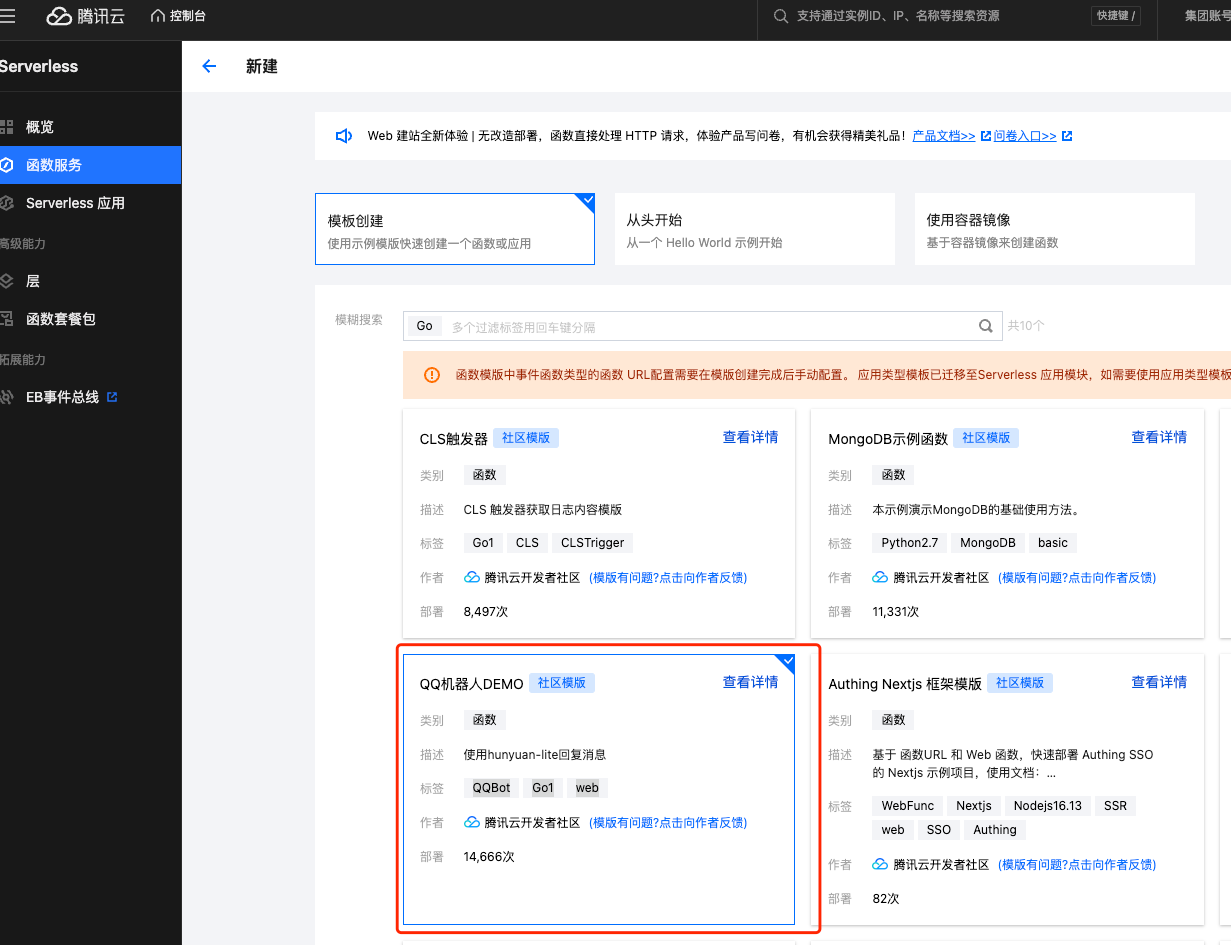 腾讯云
控制台
支持通过实例ID、IP、名称等搜索资源
快捷键 /
集团账号
Serverless
新建
概览
函数服务
Serverless 应用
高级能力
层
函数套餐包
拓展能力
EB事件总线
Web 建站全新体验 | 无改造部署，函数直接处理 HTTP 请求，体验产品写问卷，有机会获得精美礼品！产品文档>> 问卷入口>>
模板创建
使用示例模版快速创建一个函数或应用
从头开始
从一个 Hello World 示例开始
使用容器镜像
基于容器镜像来创建函数
模糊搜索
Go 多个过滤标签用回车键分隔
共10个
函数模版中事件函数类型的函数 URL配置需要在模版创建完成后手动配置。 应用类型模板已迁移至Serverless 应用模块，如需要使用应用类型模板
CLS触发器 社区模版 查看详情
类别 函数
描述 CLS 触发器获取日志内容模版
标签 Go1 CLS CLSTrigger
作者 腾讯云开发者社区 (模版有问题?点击向作者反馈)
部署 8,497次
MongoDB示例函数 社区模版 查看详情
类别 函数
描述 本示例演示MongoDB的基础使用方法。
标签 Python2.7 MongoDB basic
作者 腾讯云开发者社区 (模版有问题?点击向作者反馈)
部署 11,331次
QQ机器人DEMO 社区模版 查看详情
类别 函数
描述 使用hunyuan-lite回复消息
标签 QQBot Go1 web
作者 腾讯云开发者社区 (模版有问题?点击向作者反馈)
部署 14,666次
Authing Nextjs 框架模版 社区模版 查看详情
类别 函数
描述 基于 函数URL 和 Web 函数，快速部署 Authing SSO
的 Nextjs 示例项目，使用文档：...
标签 WebFunc Nextjs Nodejs16.13 SSR
web SSO Authing
作者 腾讯云开发者社区 (模版有问题?点击向作者反馈)
部署 82次